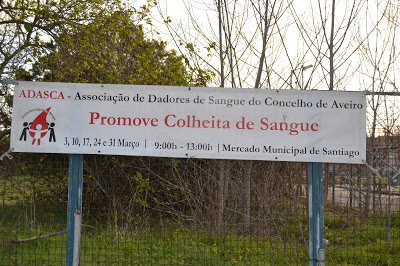 ADASCA - Associação de Dadores de Sangue do Concelho de Aveiro
Promove Colheita de Sangue
3, 10, 17, 24 e 31 Março | 9:00h - 13:00h | Mercado Municipal de Santiago